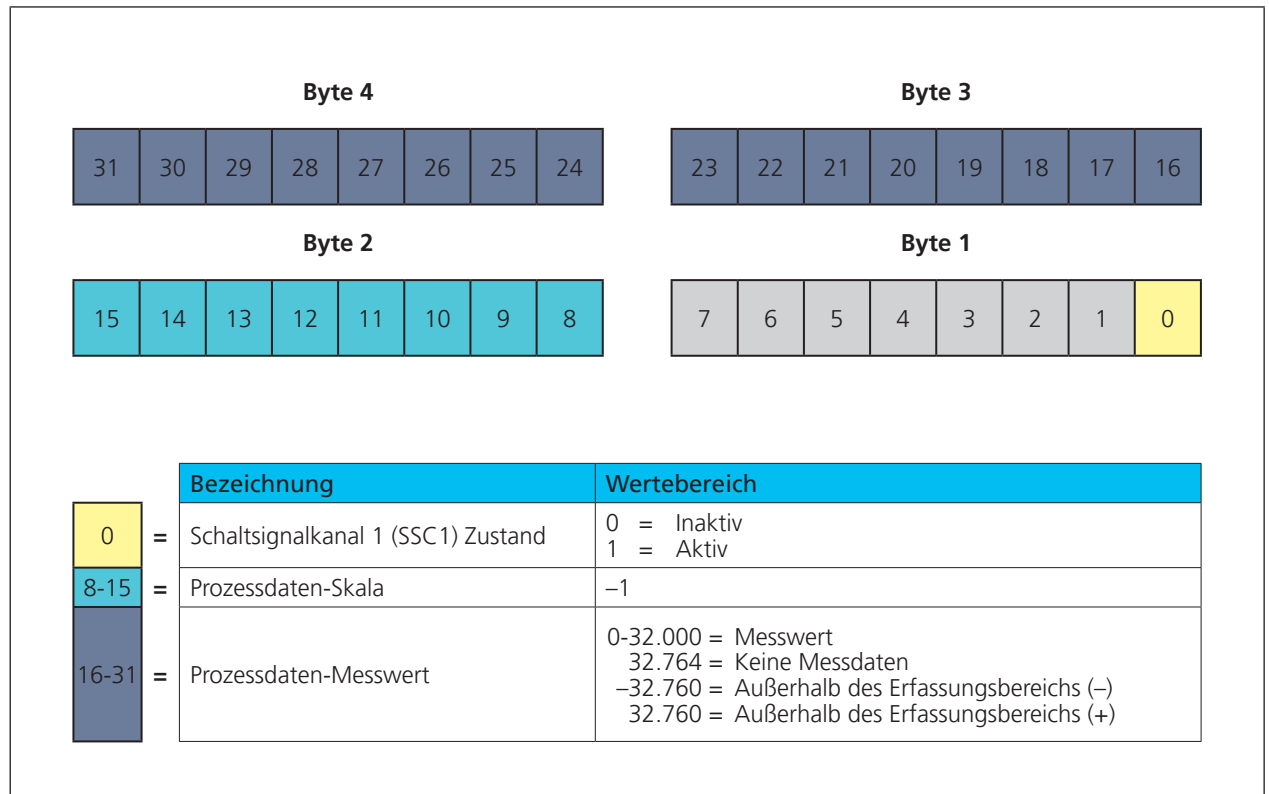 Byte 4 Byte 3
31 30 29 28 27 26 25 24 23 22 21 20 19 18 17 16
Byte 2 Byte 1
15 14 13 12 11 10 9 8 7 6 5 4 3 2 1 0
Bezeichnung Wertebereich
0 = Schaltsignalkanal 1 (SSC1) Zustand 0 = Inaktiv
1 = Aktiv
8-15 = Prozessdaten-Skala –1
16-31 = Prozessdaten-Messwert 0-32.000 = Messwert
32.764 = Keine Messdaten
–32.760 = Außerhalb des Erfassungsbereichs (–)
32.760 = Außerhalb des Erfassungsbereichs (+)